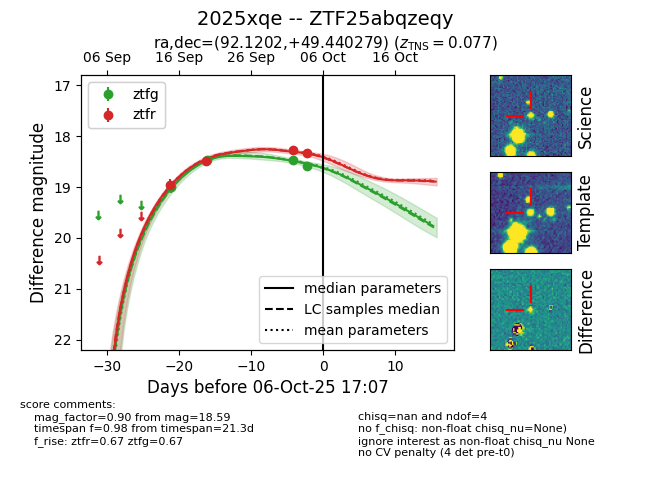 2025xqe -- ZTF25abqzeqy
ra,dec=(92.1202,+49.440279) (z_TNS = 0.077)
06 Sep 16 Sep 26 Sep 06 Oct 16 Oct
17
18
19
20
21
22
Difference magnitude
ztfg
ztfr
median parameters
LC samples median
mean parameters
−30 −20 −10 0 10
Days before 06-Oct-25 17:07
Science
Template
Difference
score comments:
mag_factor=0.90 from mag=18.59
timespan f=0.98 from timespan=21.3d
f_rise: ztfr=0.67 ztfg=0.67
chisq=nan and ndof=4
no f_chisq: non-float chisq_nu=None)
ignore interest as non-float chisq_nu None
no CV penalty (4 det pre-t0)